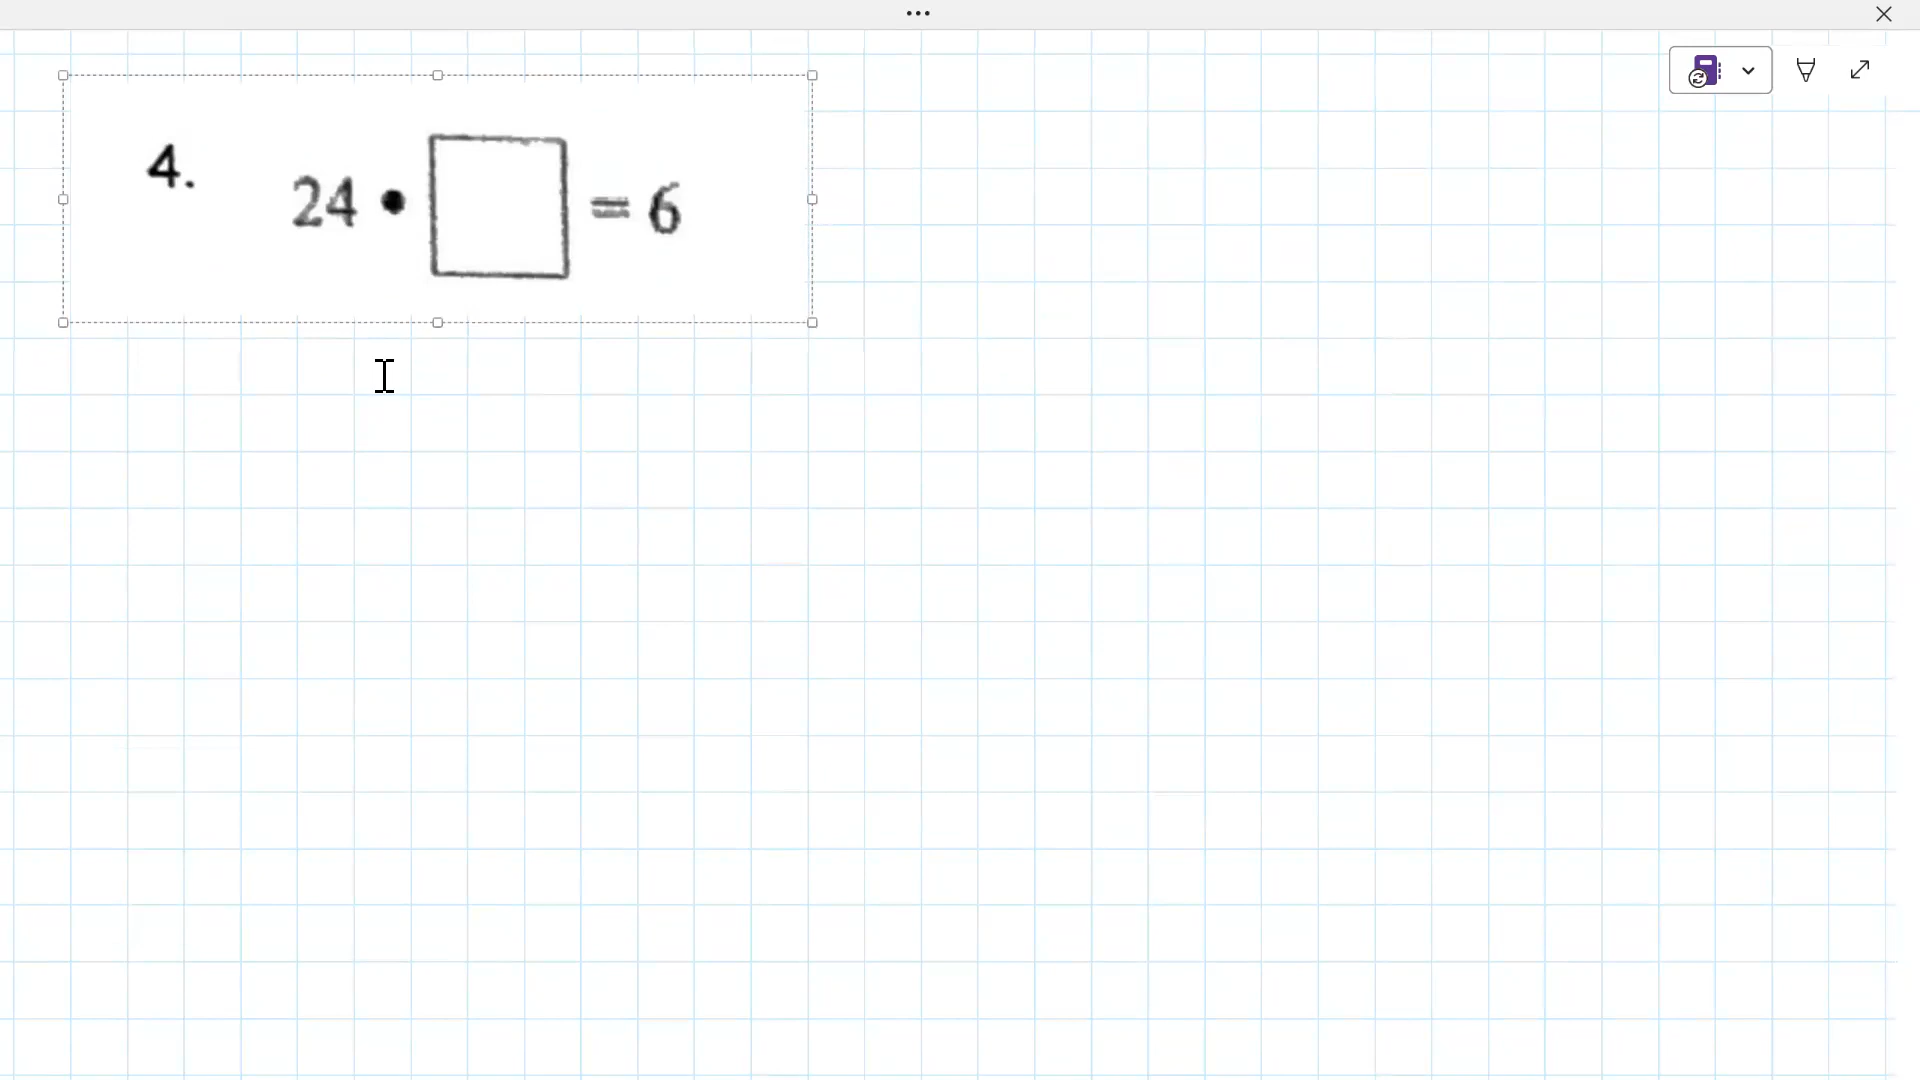 4. 24 • □ = 6